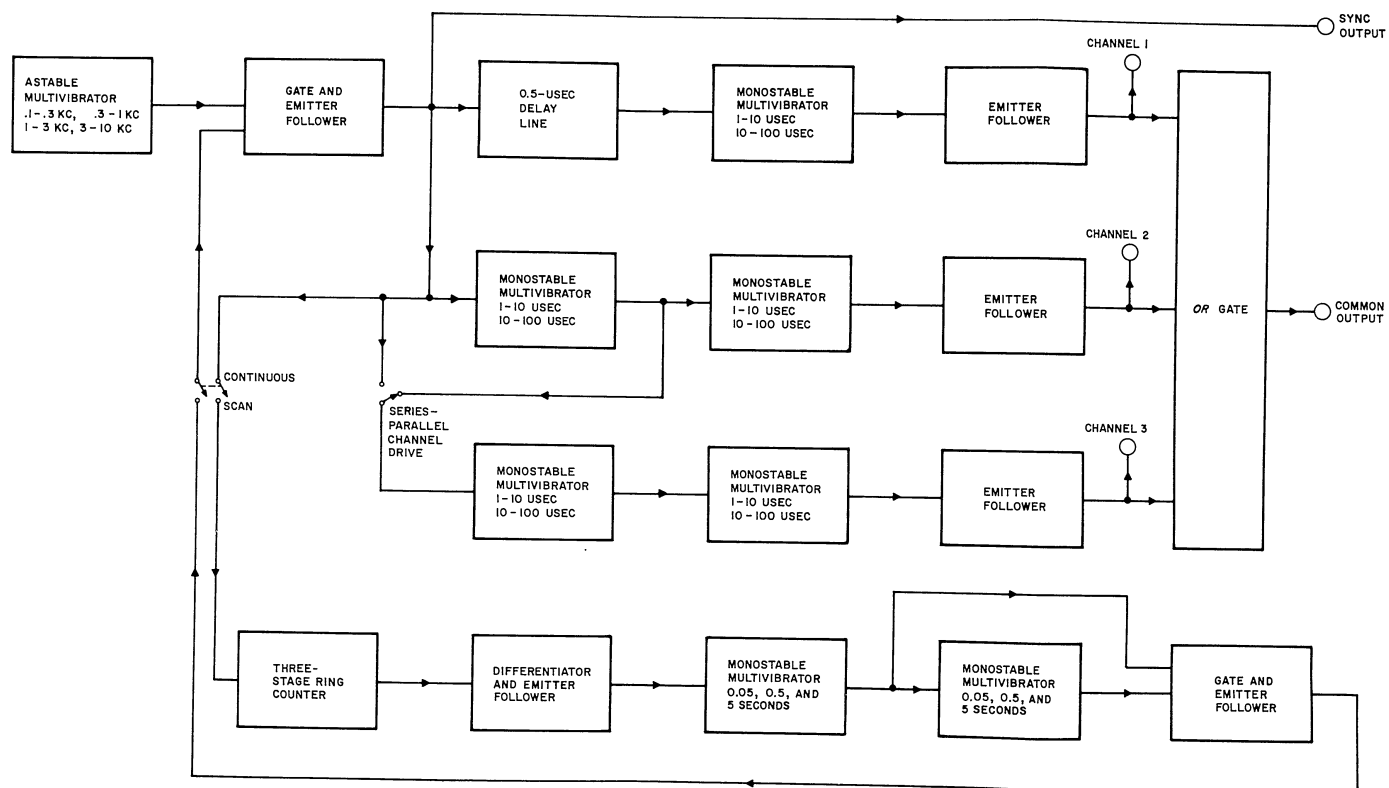 SYNC
OUTPUT
CHANNEL 1
ASTABLE
MULTIVIBRATOR
.1-.3 KC, .3-1 KC
1-3 KC, 3-10 KC
GATE AND
EMITTER
FOLLOWER
0.5-USEC
DELAY
LINE
MONOSTABLE
MULTIVIBRATOR
1-10 USEC
10-100 USEC
EMITTER
FOLLOWER
CHANNEL 2
MONOSTABLE
MULTIVIBRATOR
1-10 USEC
10-100 USEC
MONOSTABLE
MULTIVIBRATOR
1-10 USEC
10-100 USEC
EMITTER
FOLLOWER
OR GATE
COMMON
OUTPUT
CONTINUOUS
SCAN
SERIES-
PARALLEL
CHANNEL
DRIVE
CHANNEL 3
MONOSTABLE
MULTIVIBRATOR
1-10 USEC
10-100 USEC
MONOSTABLE
MULTIVIBRATOR
1-10 USEC
10-100 USEC
EMITTER
FOLLOWER
THREE-
STAGE RING
COUNTER
DIFFERENTIATOR
AND EMITTER
FOLLOWER
MONOSTABLE
MULTIVIBRATOR
0.05, 0.5, AND
5 SECONDS
MONOSTABLE
MULTIVIBRATOR
0.05, 0.5, AND
5 SECONDS
GATE AND
EMITTER
FOLLOWER